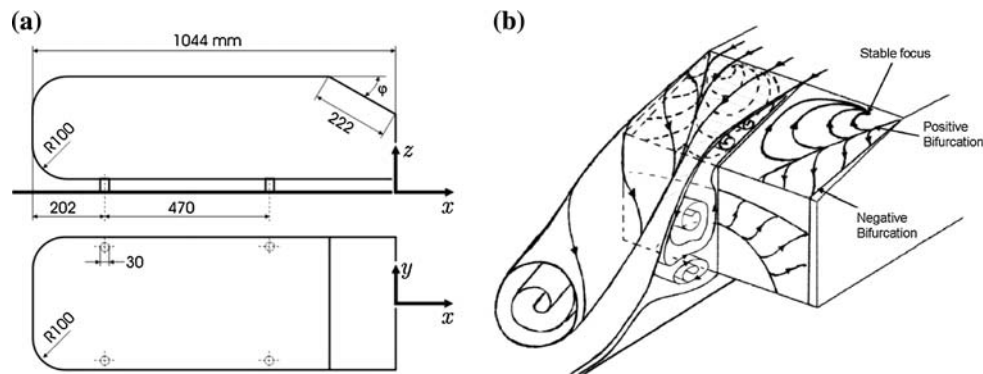 (a)
1044 mm
φ
222
R100
z
x
202
470
30
y
R100
x
(b)
Stable focus
Positive
Bifurcation
Negative
Bifurcation